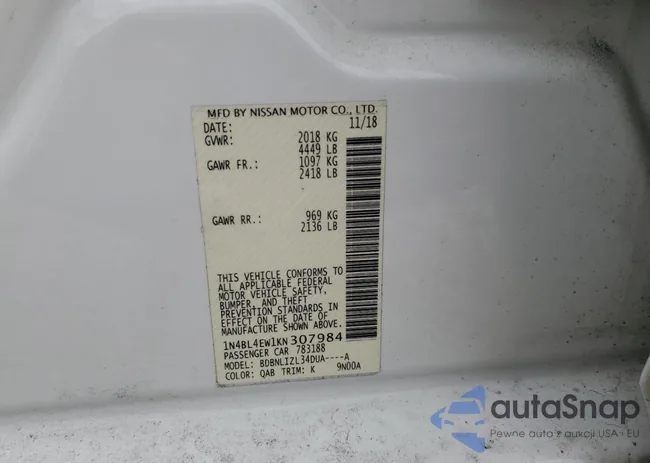 MFD BY NISSAN MOTOR CO., LTD.
DATE: 11/18
GVWR: 2018 KG
4449 LB
GAWR FR.: 1097 KG
2418 LB
GAWR RR.: 969 KG
2136 LB
THIS VEHICLE CONFORMS TO
ALL APPLICABLE FEDERAL
MOTOR VEHICLE SAFETY,
BUMPER, AND THEFT
PREVENTION STANDARDS IN
EFFECT ON THE DATE OF
MANUFACTURE SHOWN ABOVE.
1N4BL4EW1KN307984
PASSENGER CAR 783188
MODEL: BDBNLIZL34DUA----A
COLOR: QAB TRIM: K 9N00A
autaSnap
Pewne auta z aukcji USA - EU